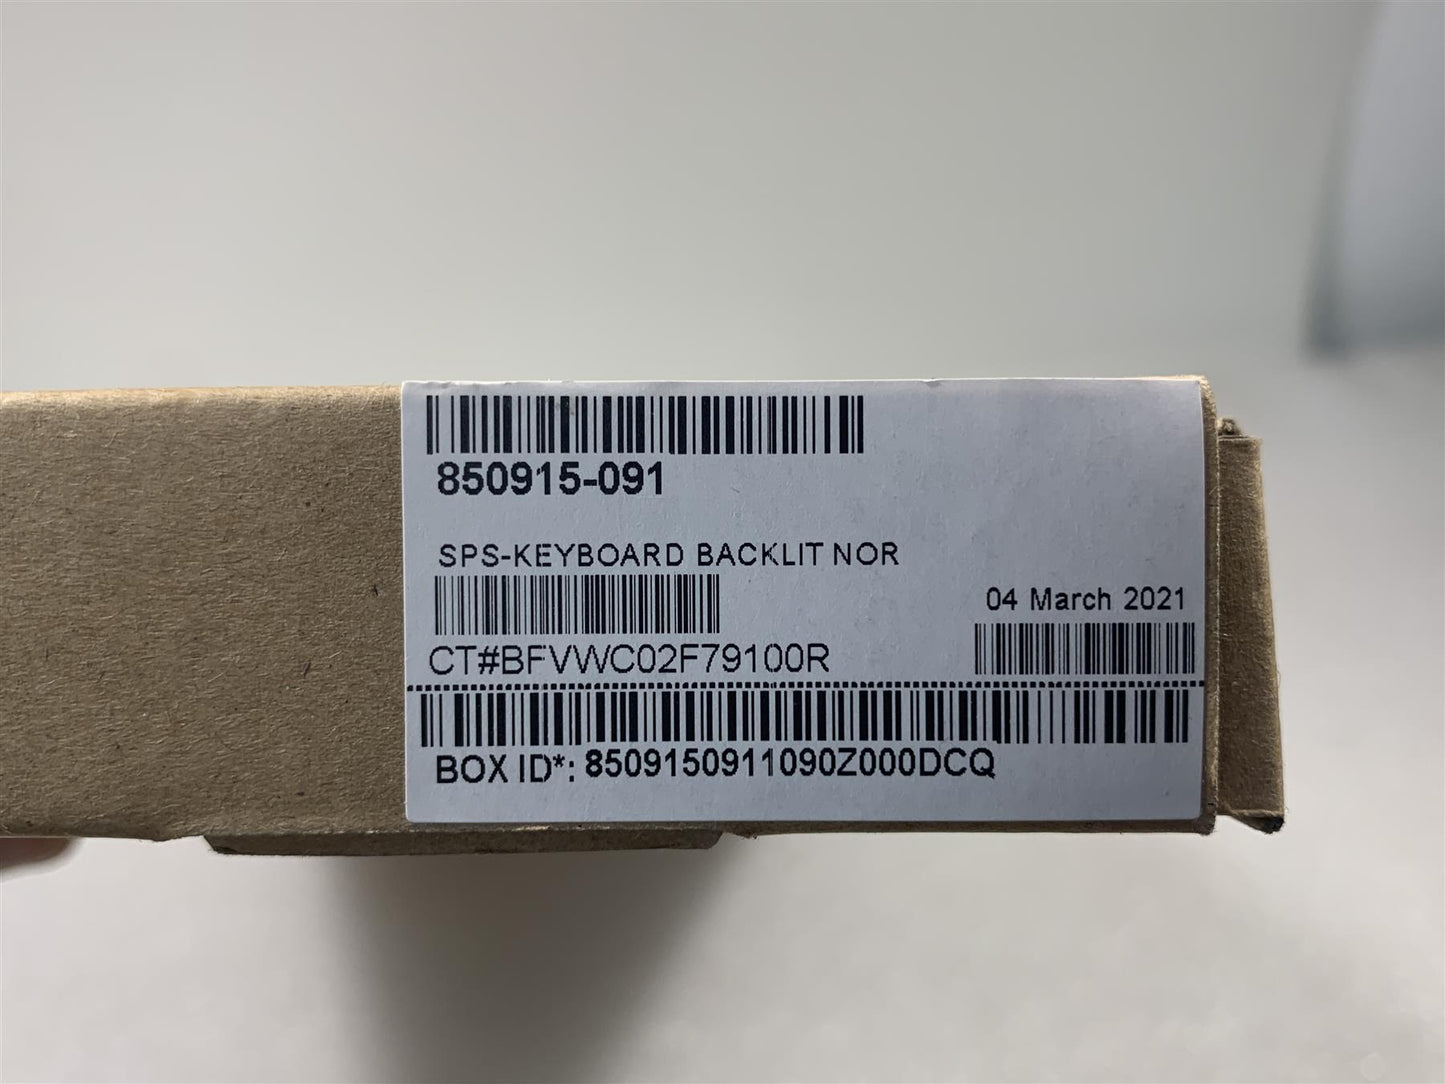 850915-091
SPS-KEYBOARD BACKLIT NOR
04 March 2021
CT#BFVWC02F79100R
BOX ID*: 8509150911090Z000DCQ